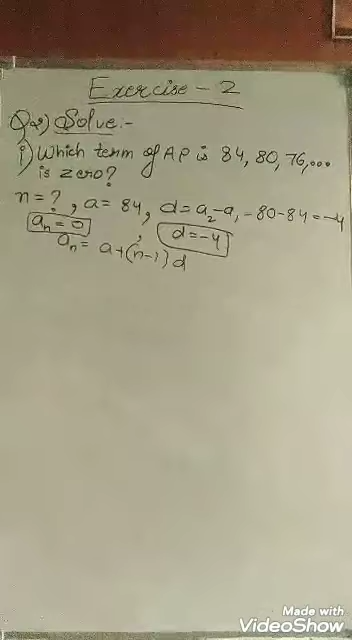 Exercise - 2
Q2) Solve:-
i) Which term of AP is 84, 80, 76,...
is zero?
n = ? , a = 84 , d = a₂-a₁ = 80-84 = -4
aₙ = 0 , d = -4
aₙ = a+(n-1)d
Made with
VideoShow